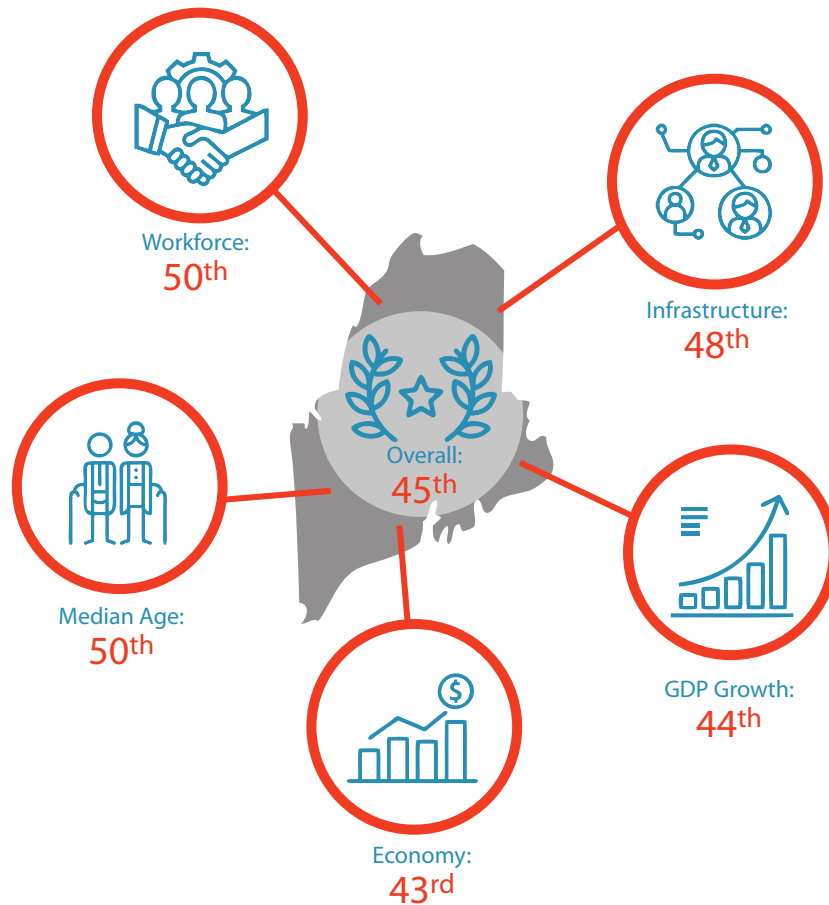 Workforce:
50th
Infrastructure:
48th
Overall:
45th
Median Age:
50th
GDP Growth:
44th
$
Economy:
43rd